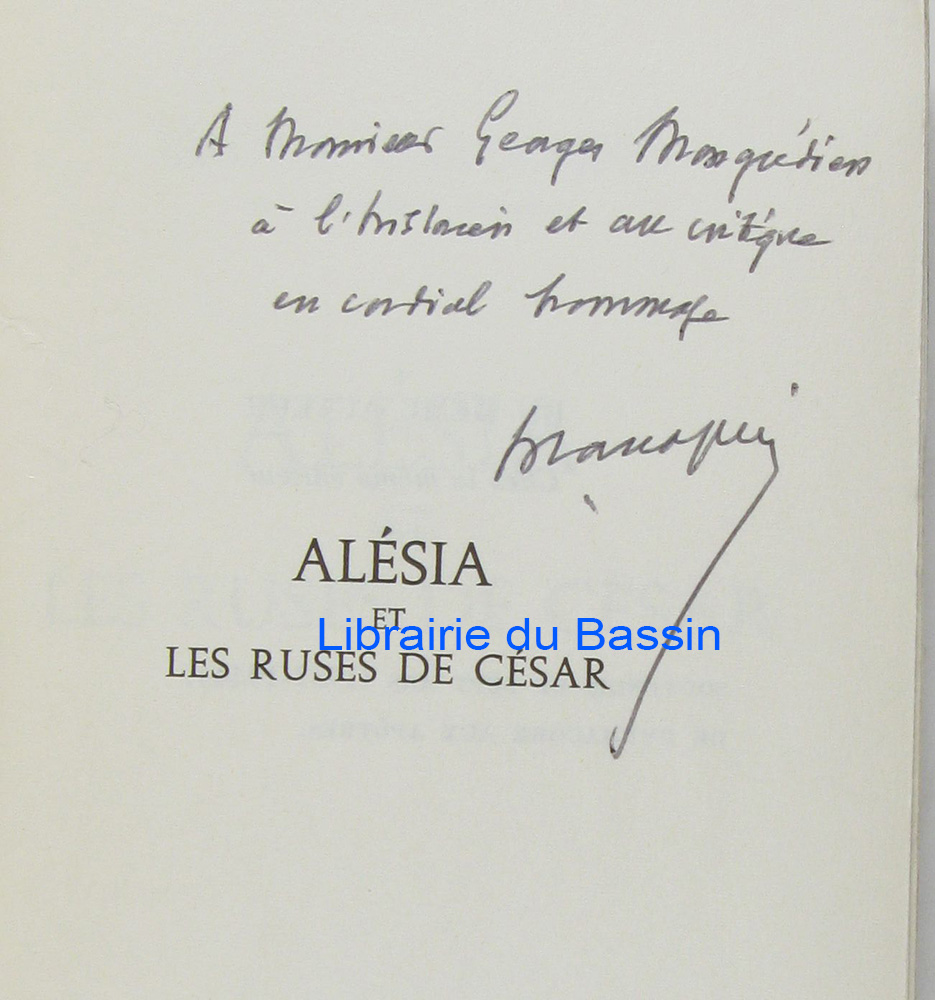 A Monsieur Georges Mongrédien
à l'historien et au critique
en cordial hommage
ALÉSIA
ET
Librairie du Bassin
LES RUSES DE CÉSAR